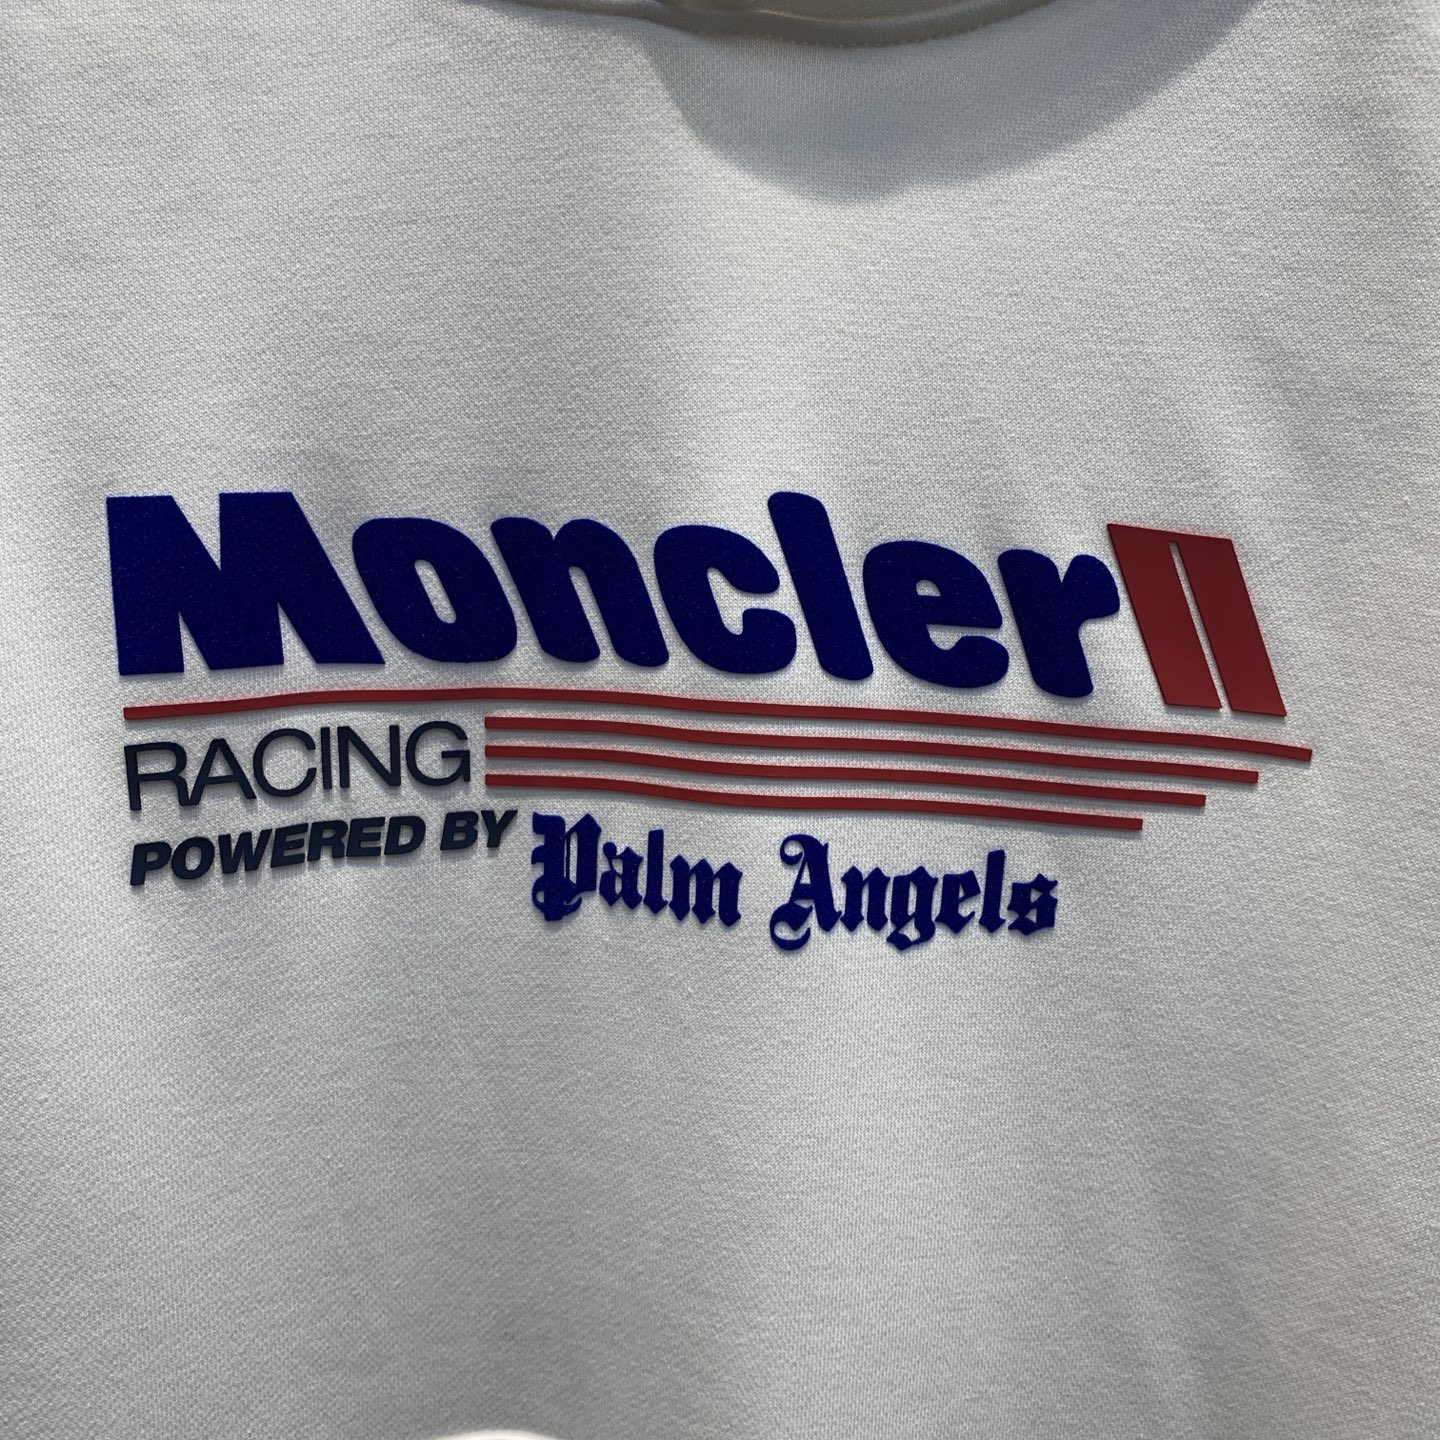 Moncler
RACING
POWERED BY Palm Angels